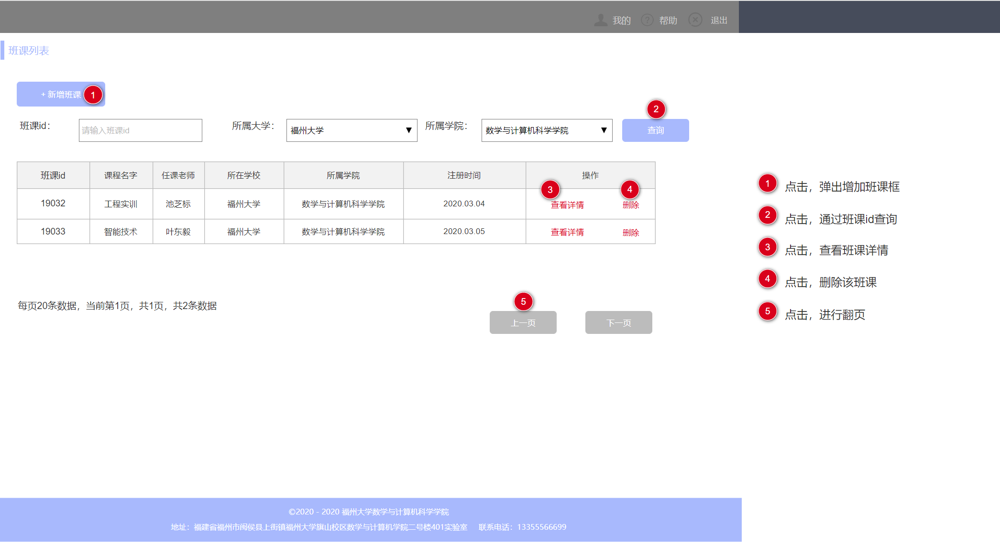 我的 ? 帮助 退出
班课列表
+ 新增班课 1
2
班课id： 请输入班课id 所属大学： 福州大学 ▼ 所属学院： 数学与计算机科学学院 ▼ 查询
班课id 课程名字 任课老师 所在学校 所属学院 注册时间 操作
3 4
19032 工程实训 池芝标 福州大学 数学与计算机科学学院 2020.03.04 查看详情 删除
19033 智能技术 叶东毅 福州大学 数学与计算机科学学院 2020.03.05 查看详情 删除
1 点击，弹出增加班课框
2 点击，通过班课id查询
3 点击，查看班课详情
4 点击，删除该班课
5 点击，进行翻页
每页20条数据，当前第1页，共1页，共2条数据
5
上一页 下一页
©2020 - 2020 福州大学数学与计算机科学学院
地址：福建省福州市闽侯县上街镇福州大学旗山校区数学与计算机学院二号楼401实验室 联系电话：13355566699